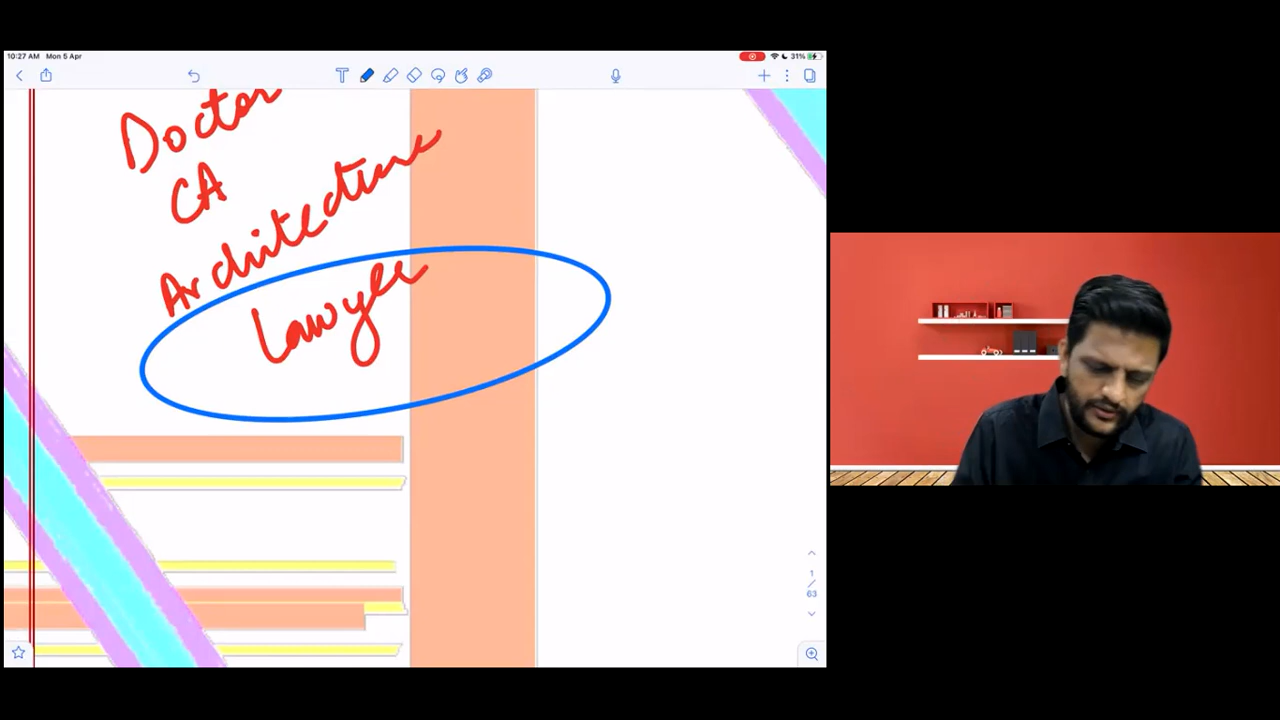 10:27 AM Mon 5 Apr
31%
T
Doctor
CA
Architecture
Lawyer
1
/
63